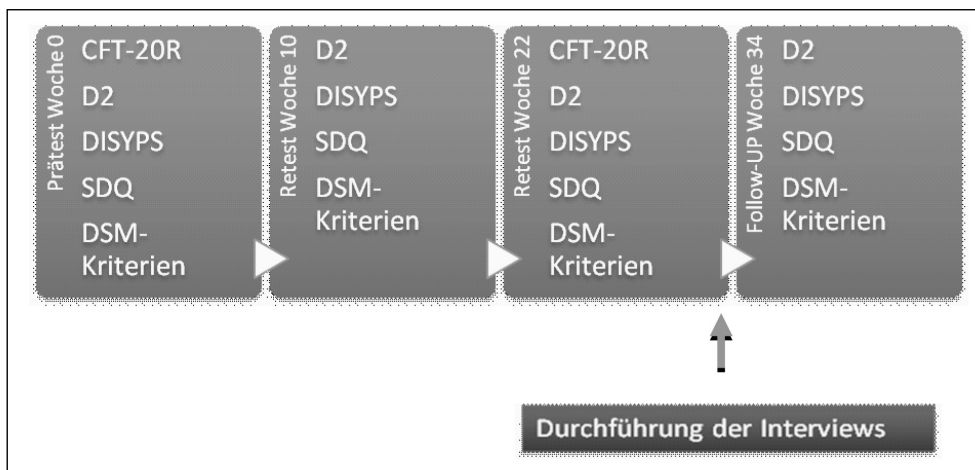 Prätest Woche 0
CFT-20R
D2
DISYPS
SDQ
DSM-
Kriterien
Retest Woche 10
D2
DISYPS
SDQ
DSM-
Kriterien
Retest Woche 22
CFT-20R
D2
DISYPS
SDQ
DSM-
Kriterien
Follow-UP Woche 34
D2
DISYPS
SDQ
DSM-
Kriterien
Durchführung der Interviews